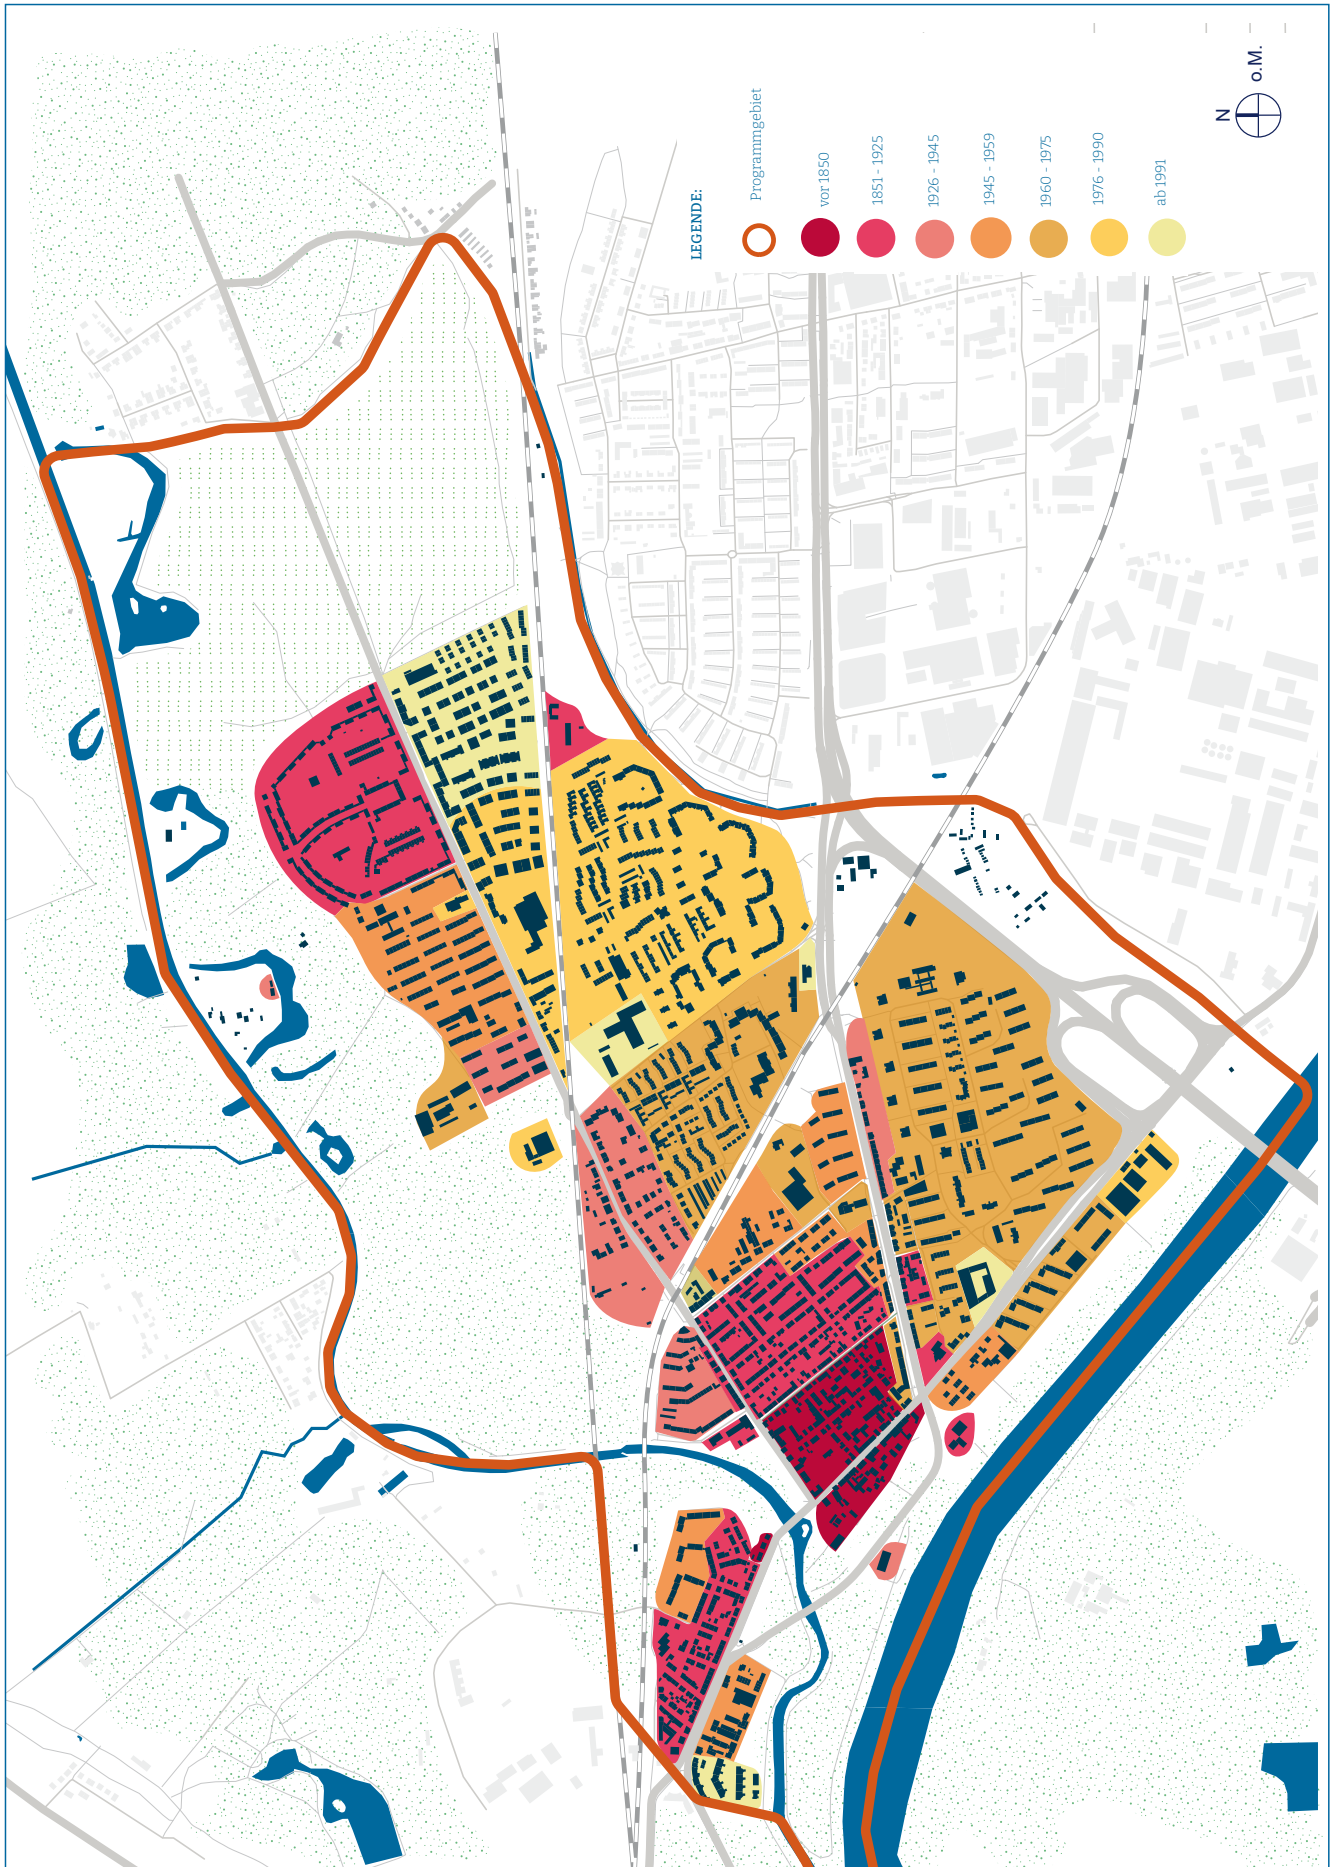 LEGENDE:
Programmgebiet
vor 1850
1851 - 1925
1926 - 1945
1945 - 1959
1960 - 1975
1976 - 1990
ab 1991
N
o.M.